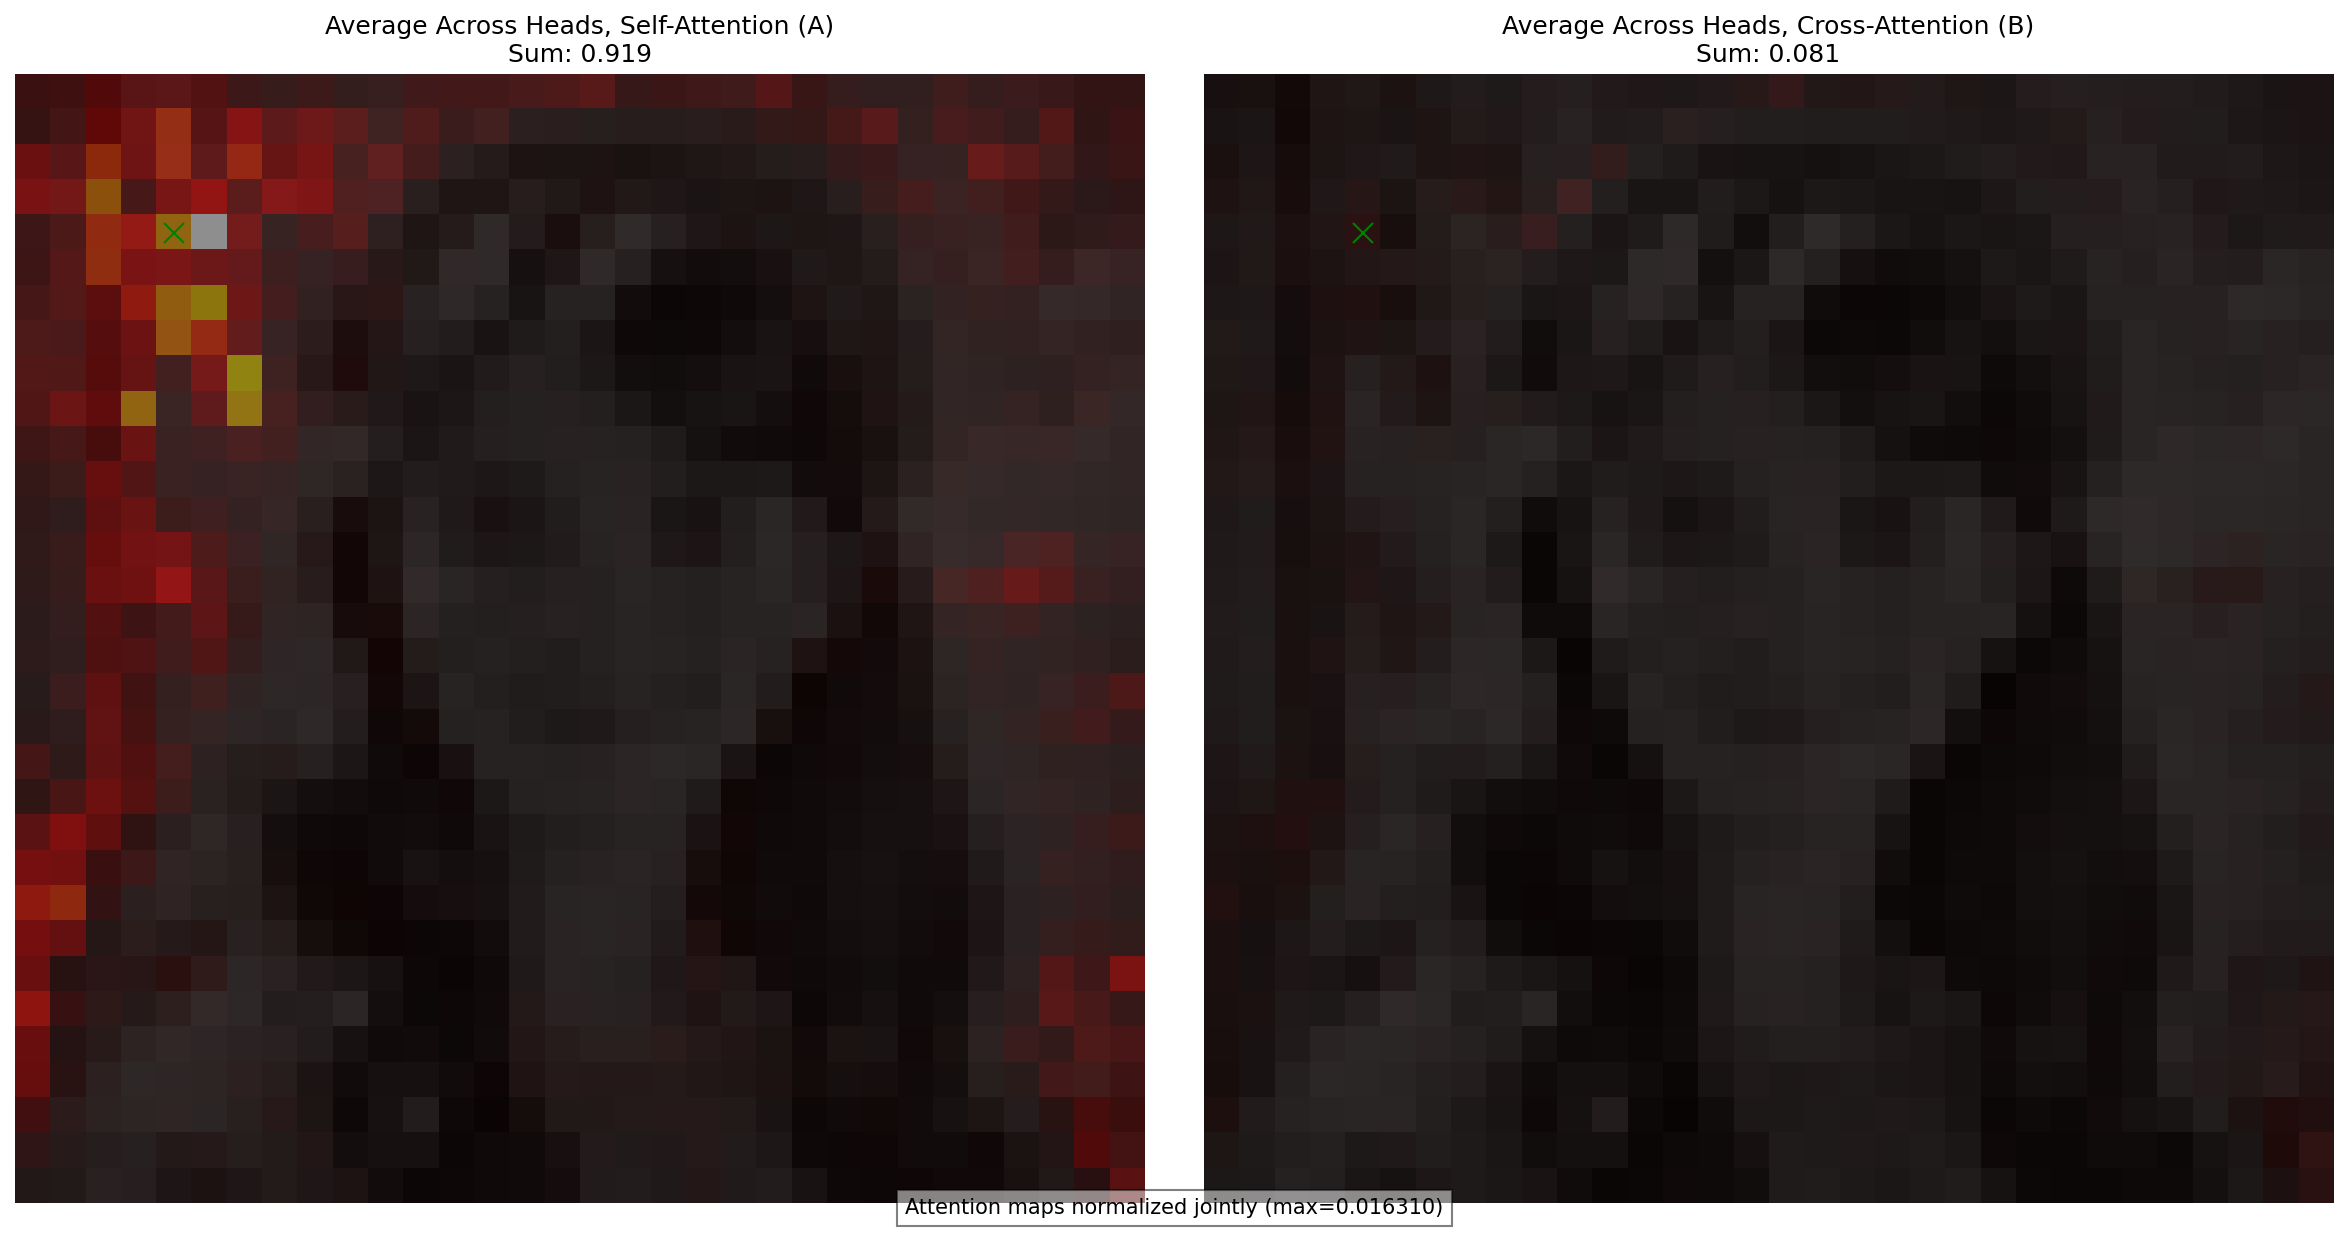 Average Across Heads, Self-Attention (A)
Sum: 0.919
Average Across Heads, Cross-Attention (B)
Sum: 0.081
Attention maps normalized jointly (max=0.016310)